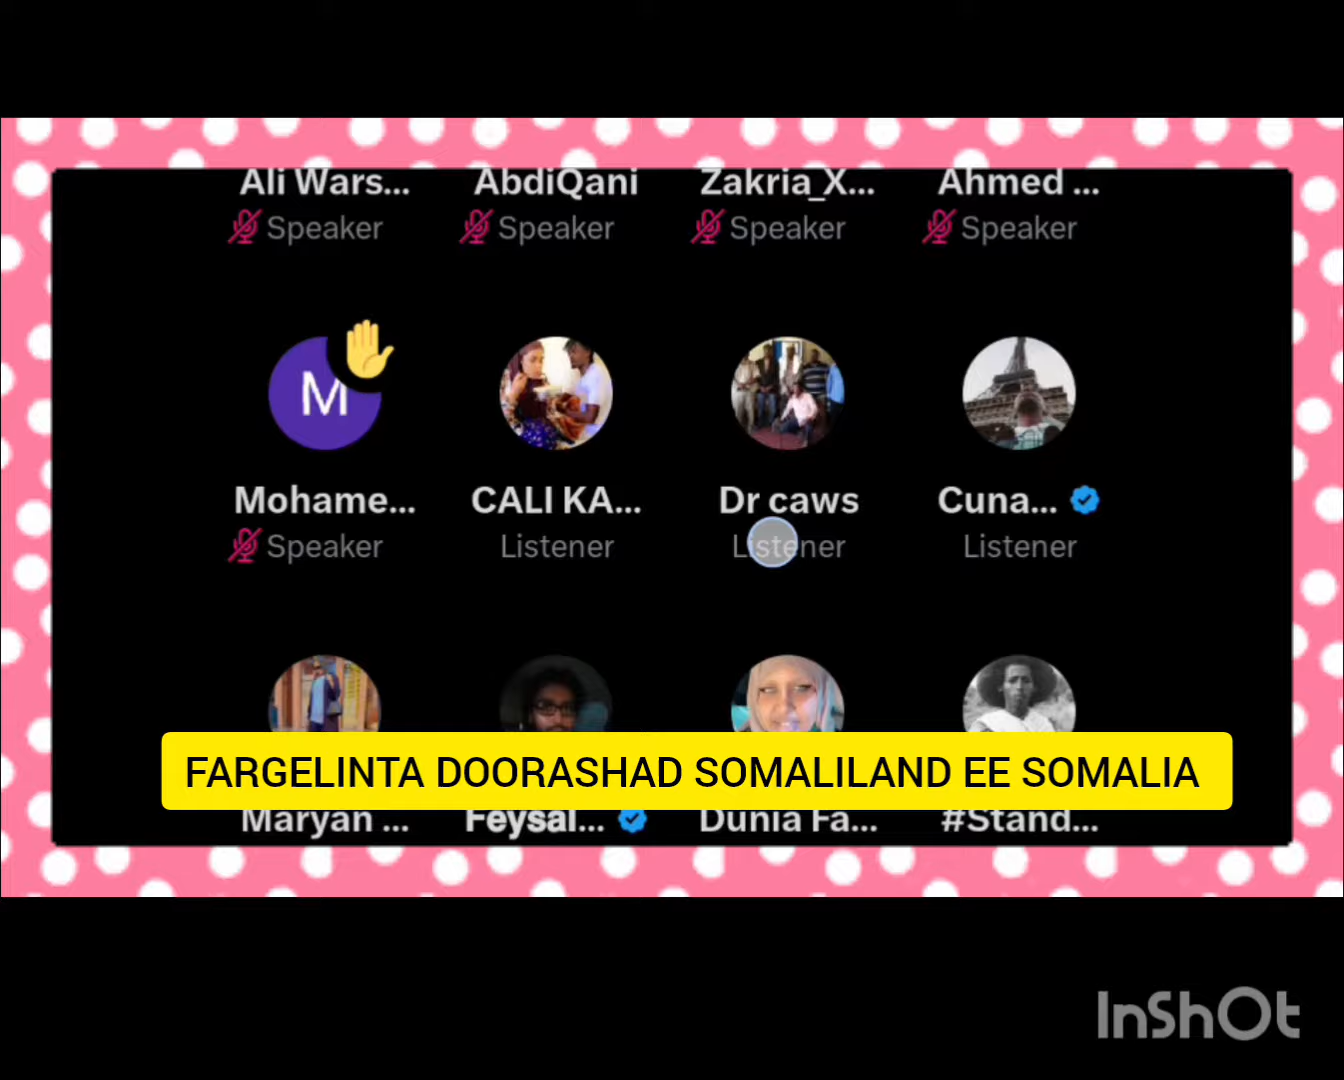 Ali Wars... AbdiQani Zakria_X... Ahmed ...
Speaker Speaker Speaker Speaker
M
Mohame... CALI KA... Dr caws Cuna...
Speaker Listener Listener Listener
FARGELINTA DOORASHAD SOMALILAND EE SOMALIA
Maryan ... Feysal... Dunia Fa... #Stand...
InShOt